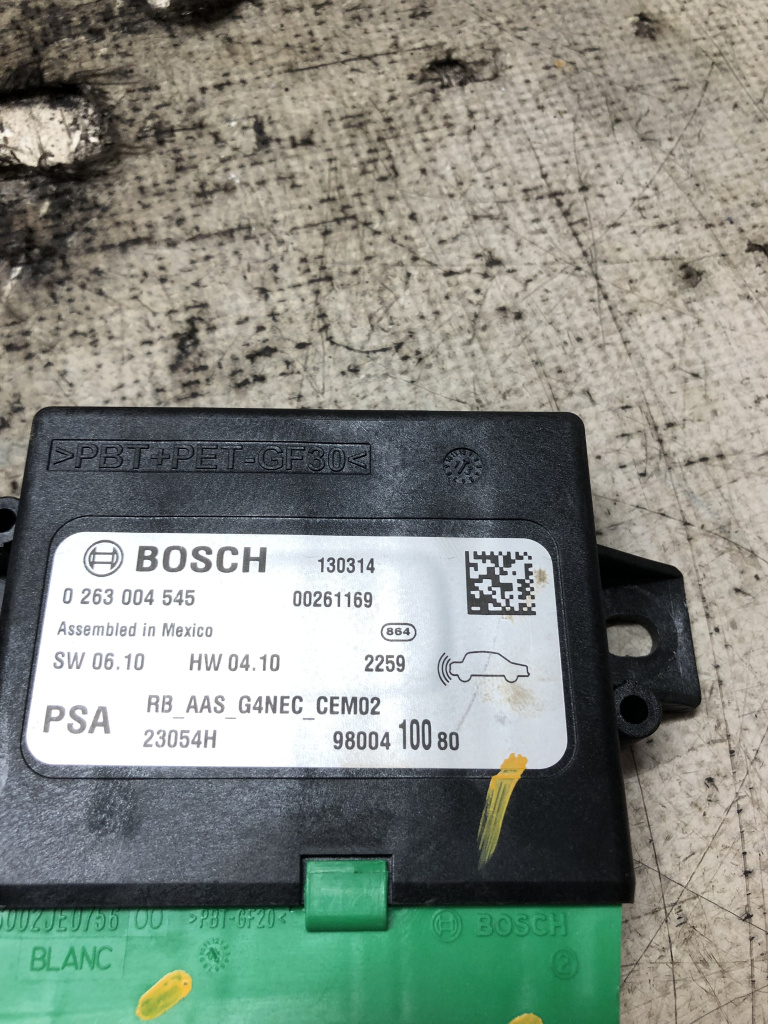 >PBT+PET-GF30<
BOSCH 130314
0 263 004 545 00261169
Assembled in Mexico 864
SW 06.10 HW 04.10 2259
RB_AAS_G4NEC_CEM02
PSA
23054H 98004 100 80
>PBT-GF20<
BOSCH
BLANC
2